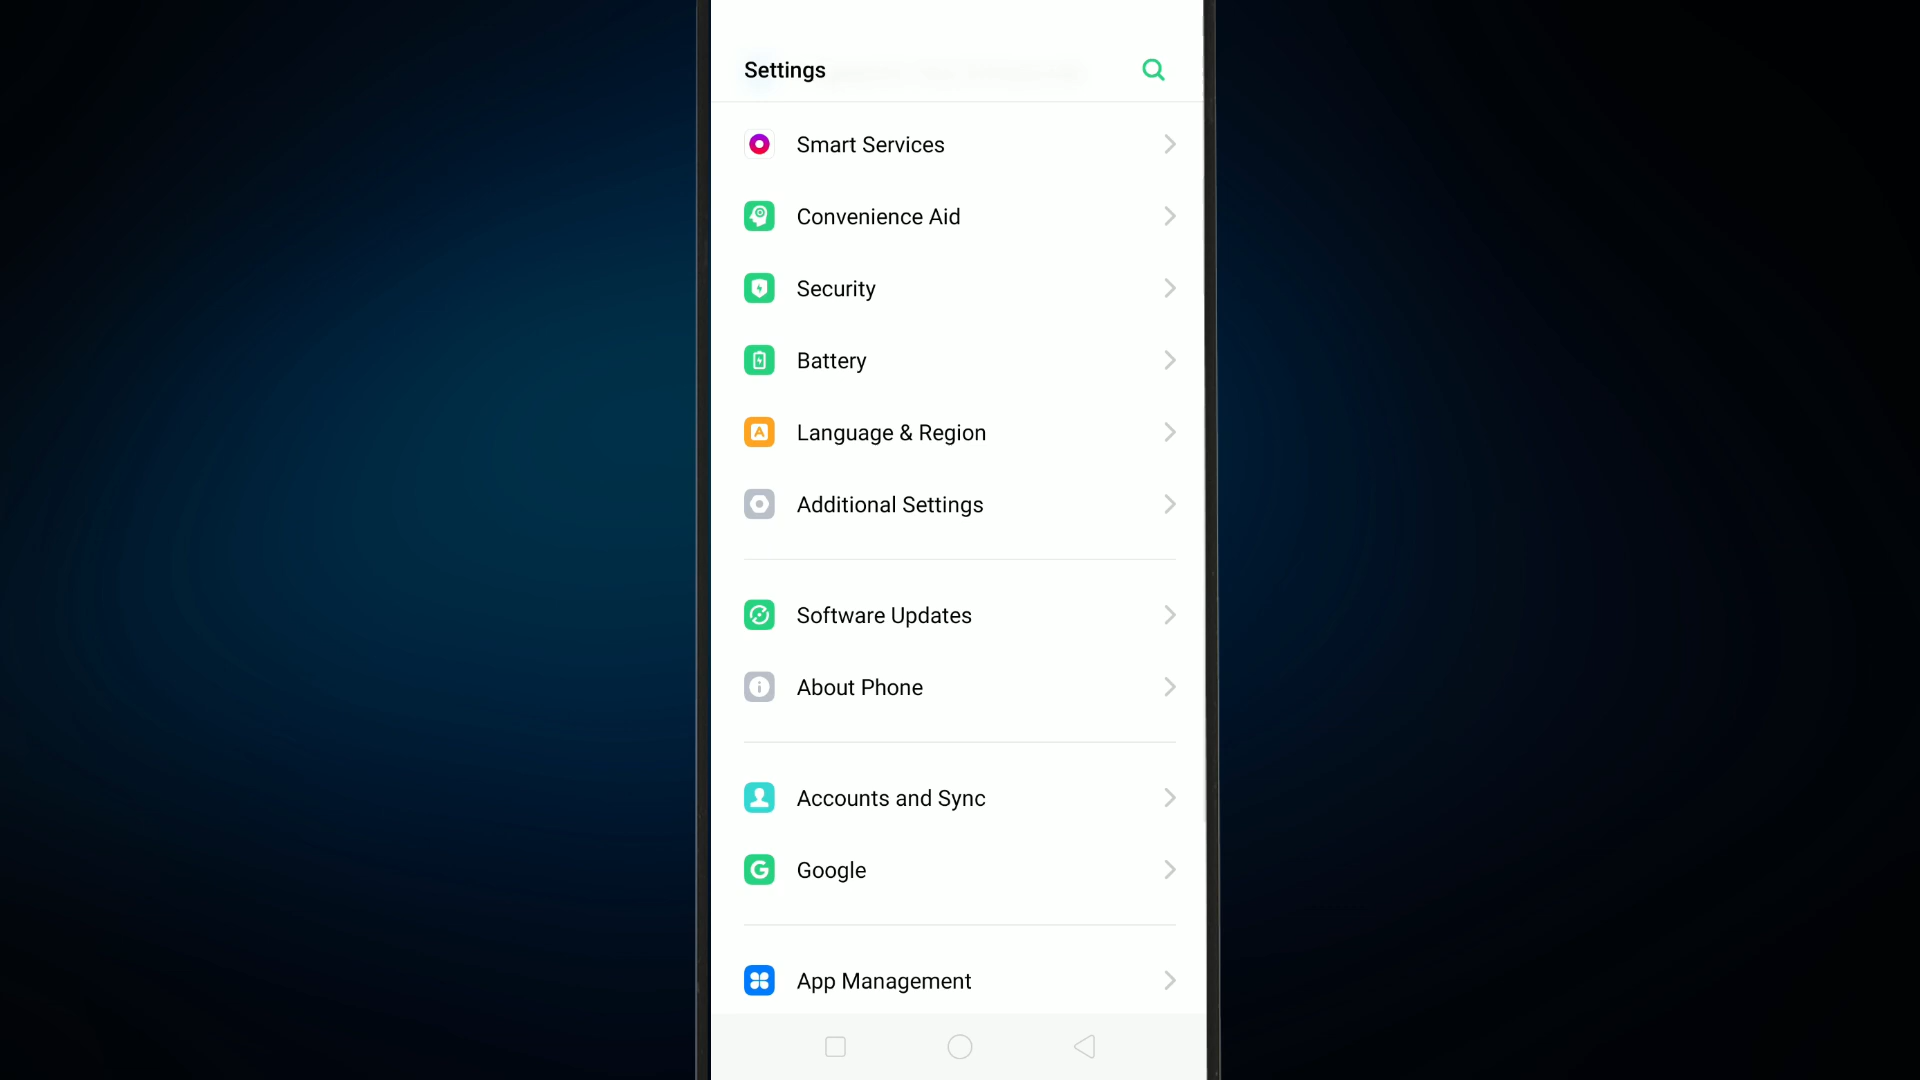 Settings
Smart Services
Convenience Aid
Security
Battery
Language & Region
Additional Settings
Software Updates
About Phone
Accounts and Sync
Google
App Management